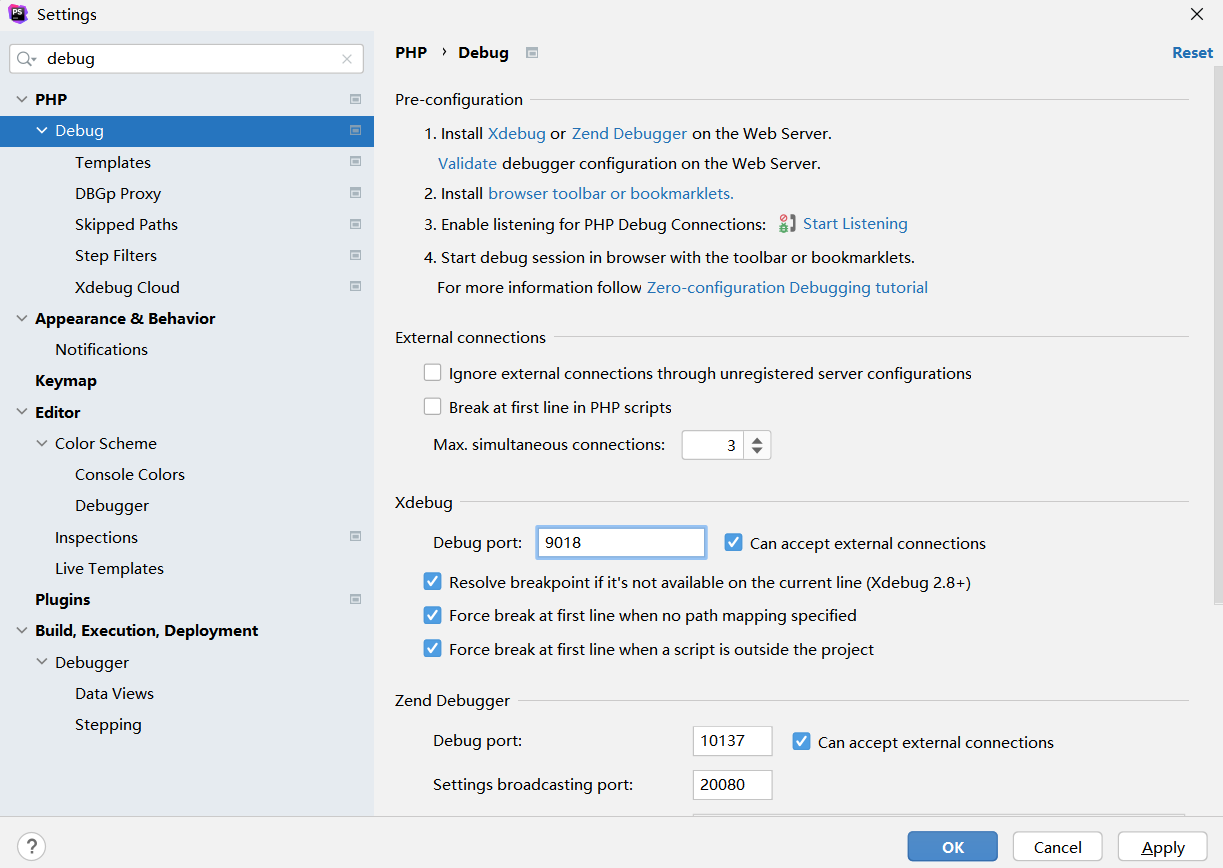 PS
Settings
debug
PHP
Debug
Templates
DBGp Proxy
Skipped Paths
Step Filters
Xdebug Cloud
Appearance & Behavior
Notifications
Keymap
Editor
Color Scheme
Console Colors
Debugger
Inspections
Live Templates
Plugins
Build, Execution, Deployment
Debugger
Data Views
Stepping
PHP › Debug
Reset
Pre-configuration
1. Install Xdebug or Zend Debugger on the Web Server.
Validate debugger configuration on the Web Server.
2. Install browser toolbar or bookmarklets.
3. Enable listening for PHP Debug Connections: Start Listening
4. Start debug session in browser with the toolbar or bookmarklets.
For more information follow Zero-configuration Debugging tutorial
External connections
Ignore external connections through unregistered server configurations
Break at first line in PHP scripts
Max. simultaneous connections: 3
Xdebug
Debug port: 9018 Can accept external connections
Resolve breakpoint if it's not available on the current line (Xdebug 2.8+)
Force break at first line when no path mapping specified
Force break at first line when a script is outside the project
Zend Debugger
Debug port: 10137 Can accept external connections
Settings broadcasting port: 20080
? OK Cancel Apply